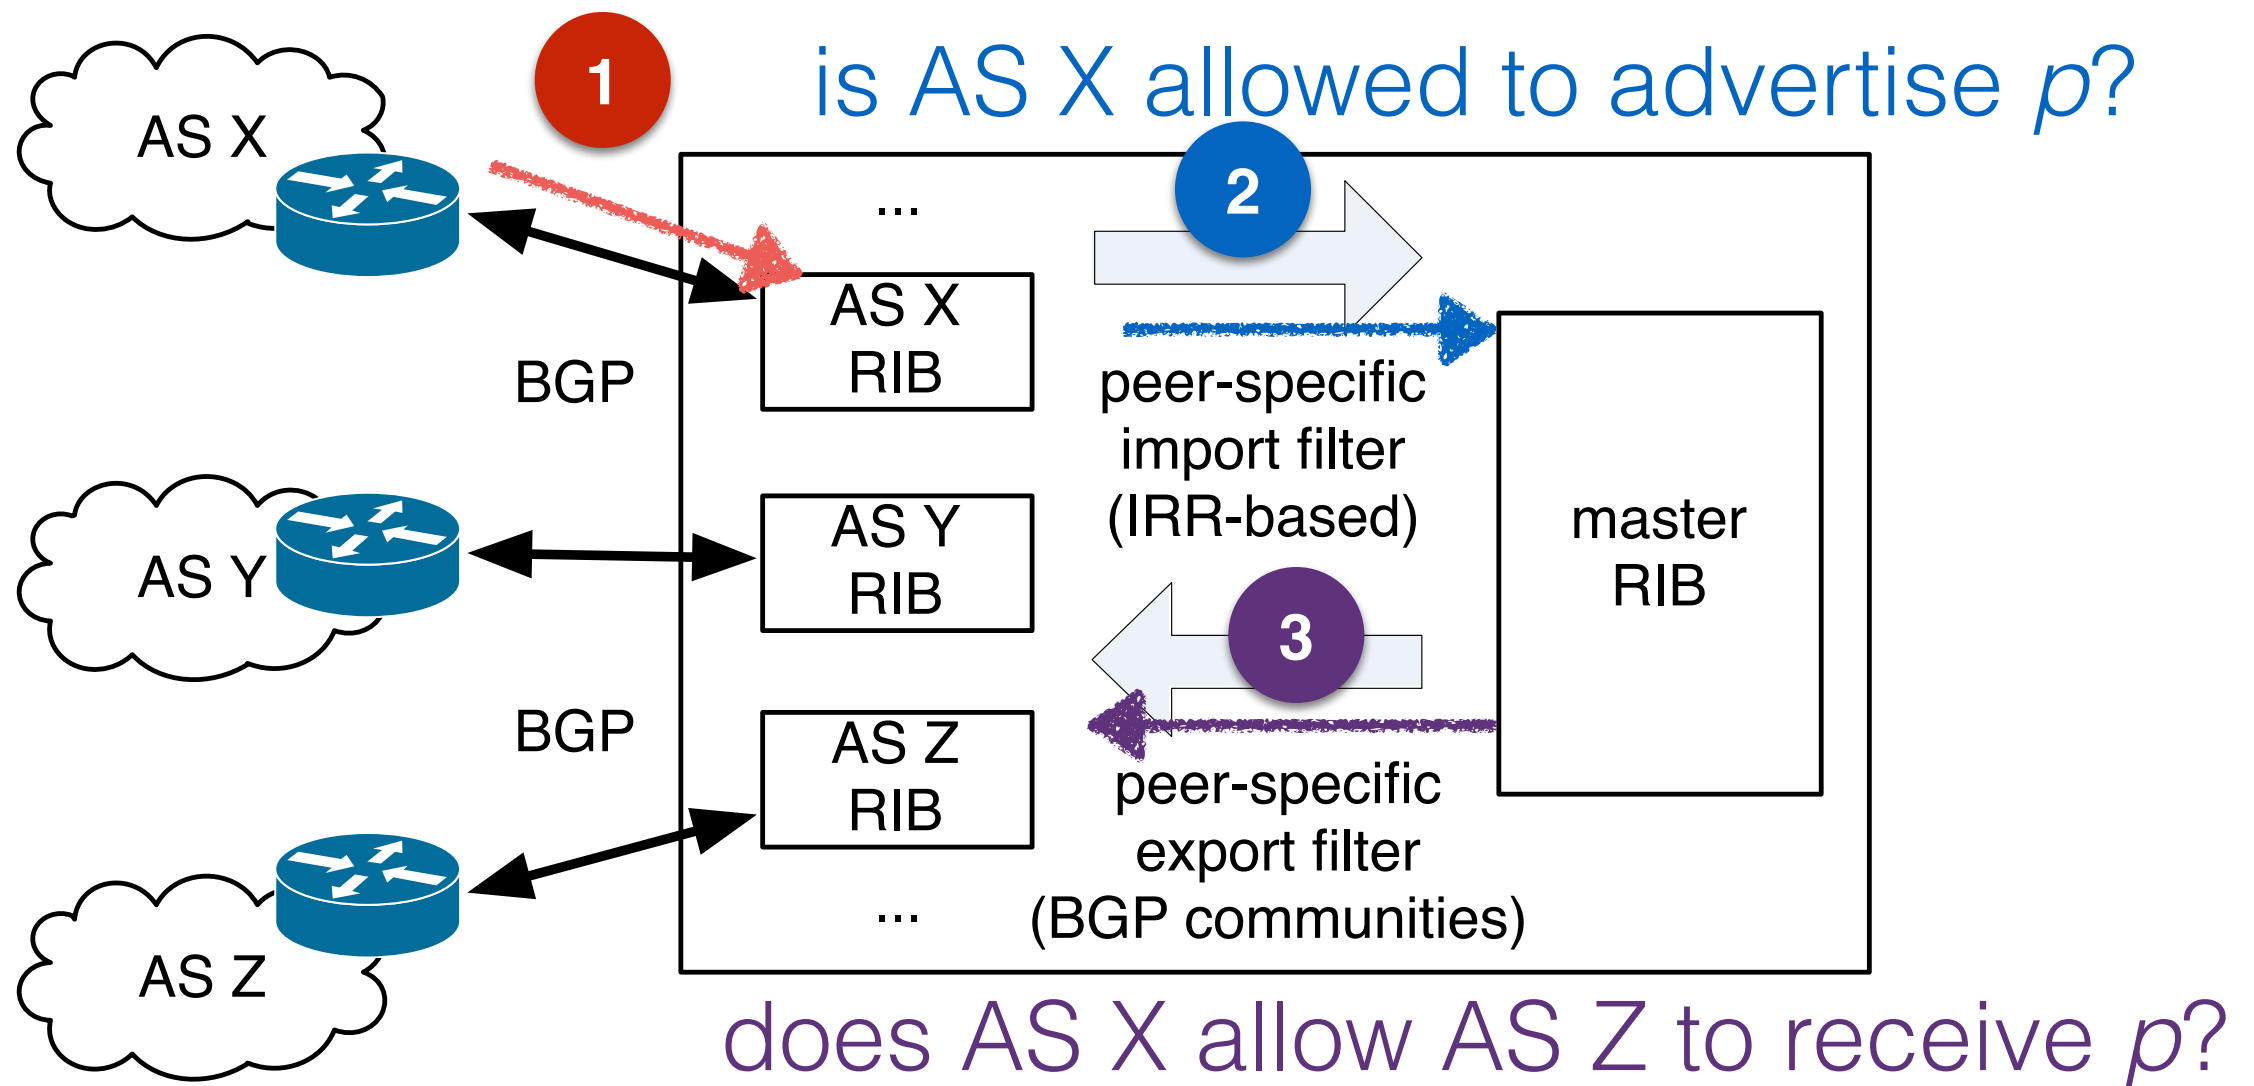 1
is AS X allowed to advertise p?
AS X
2
...
AS X
RIB
BGP
peer-specific
import filter
(IRR-based)
AS Y
AS Y
RIB
master
RIB
3
BGP
AS Z
RIB
peer-specific
export filter
(BGP communities)
...
AS Z
does AS X allow AS Z to receive p?